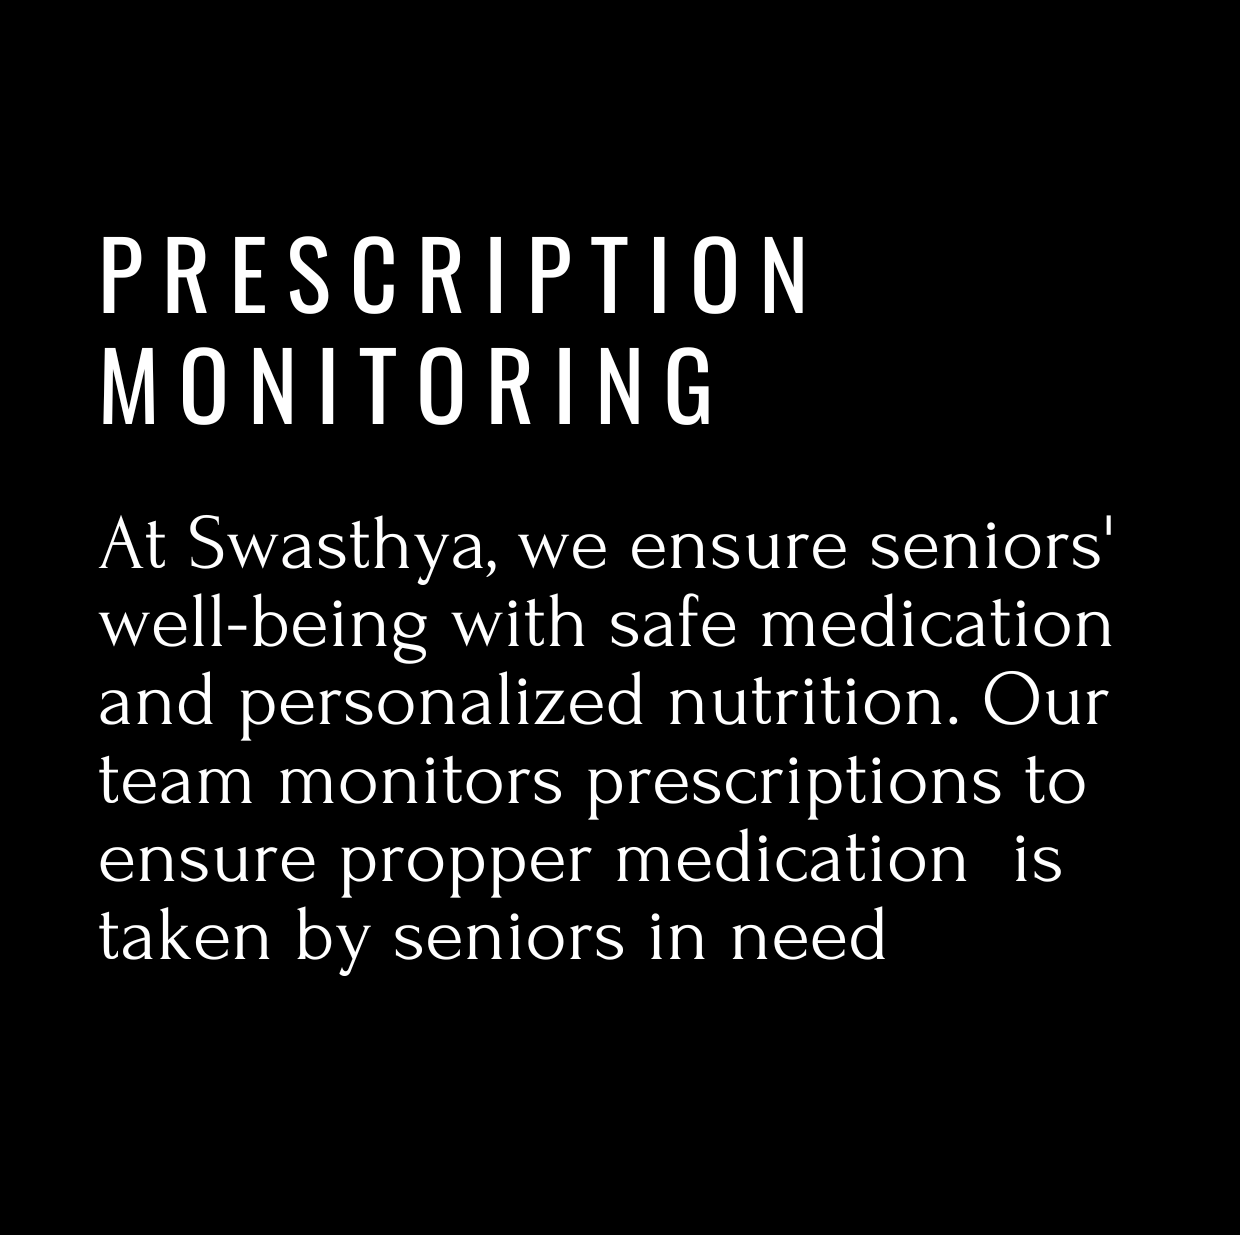 PRESCRIPTION
MONITORING
At Swasthya, we ensure seniors'
well-being with safe medication
and personalized nutrition. Our
team monitors prescriptions to
ensure propper medication  is
taken by seniors in need